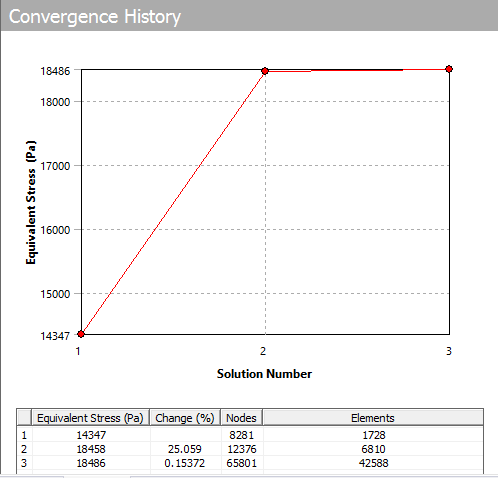 Convergence History
18486
18000
17000
16000
15000
14347
Equivalent Stress (Pa)
1 2 3
Solution Number
Equivalent Stress (Pa) Change (%) Nodes Elements
1 14347 8281 1728
2 18458 25.059 12376 6810
3 18486 0.15372 65801 42588